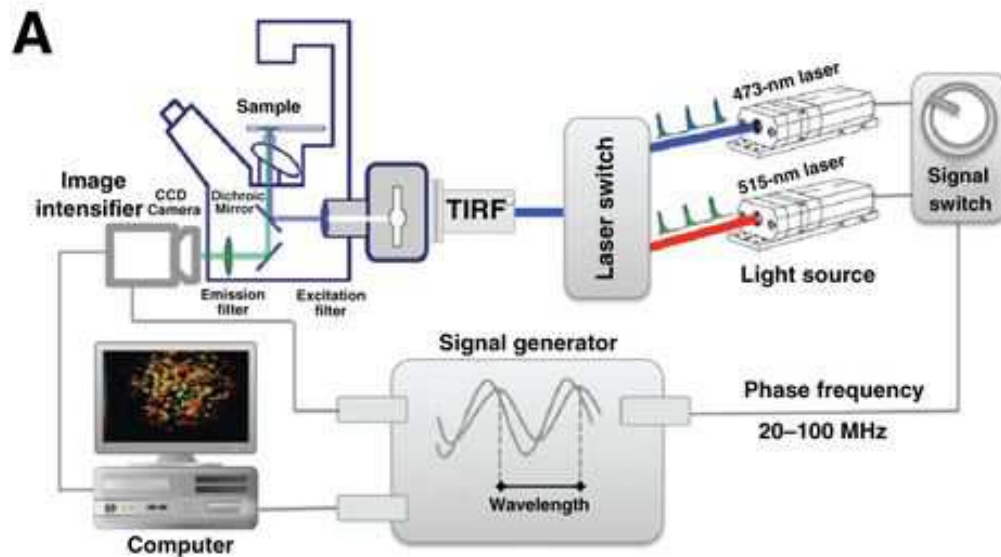 A
Sample
Image
intensifier
CCD
Camera
Dichroic
Mirror
Emission
filter
Excitation
filter
TIRF
Laser switch
473-nm laser
515-nm laser
Light source
Signal
switch
Signal generator
Wavelength
Phase frequency
20–100 MHz
Computer